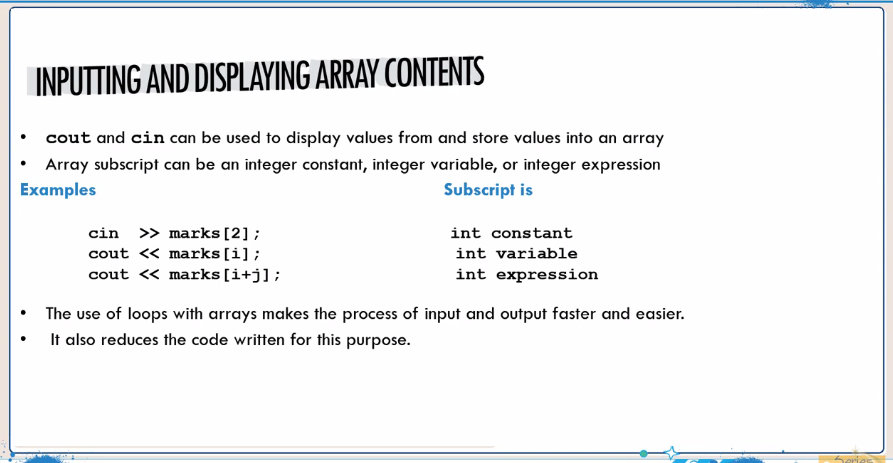 INPUTTING AND DISPLAYING ARRAY CONTENTS
• cout and cin can be used to display values from and store values into an array
• Array subscript can be an integer constant, integer variable, or integer expression
Examples Subscript is
cin >> marks[2]; int constant
cout << marks[i]; int variable
cout << marks[i+j]; int expression
• The use of loops with arrays makes the process of input and output faster and easier.
• It also reduces the code written for this purpose.
Series